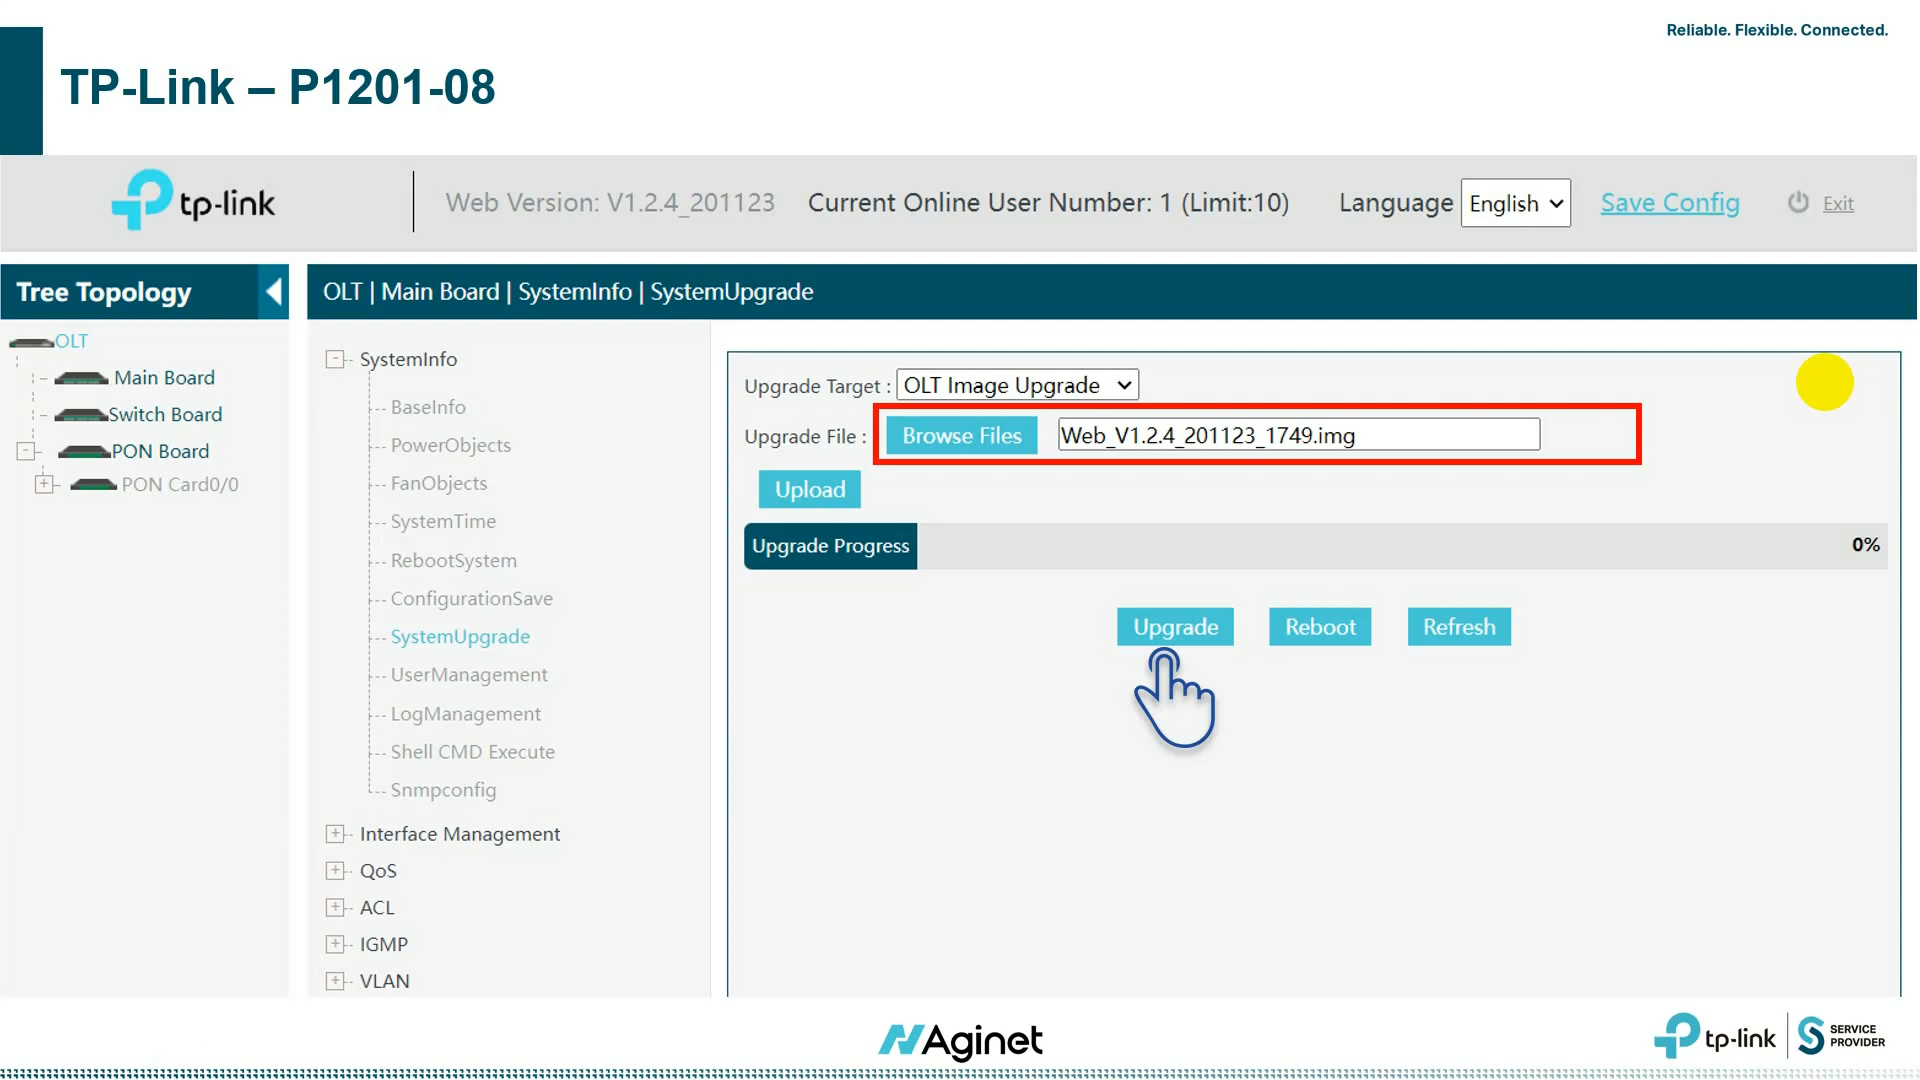 Reliable. Flexible. Connected.
TP-Link – P1201-08
tp-link
Web Version: V1.2.4_201123
Current Online User Number: 1 (Limit:10)
Language
English
Save Config
Exit
Tree Topology
OLT | Main Board | SystemInfo | SystemUpgrade
OLT
Main Board
Switch Board
PON Board
PON Card0/0
SystemInfo
BaseInfo
PowerObjects
FanObjects
SystemTime
RebootSystem
ConfigurationSave
SystemUpgrade
UserManagement
LogManagement
Shell CMD Execute
Snmpconfig
Interface Management
QoS
ACL
IGMP
VLAN
Upgrade Target :
OLT Image Upgrade
Upgrade File :
Browse Files
Web_V1.2.4_201123_1749.img
Upload
Upgrade Progress
0%
Upgrade
Reboot
Refresh
Aginet
tp-link
SERVICE
PROVIDER